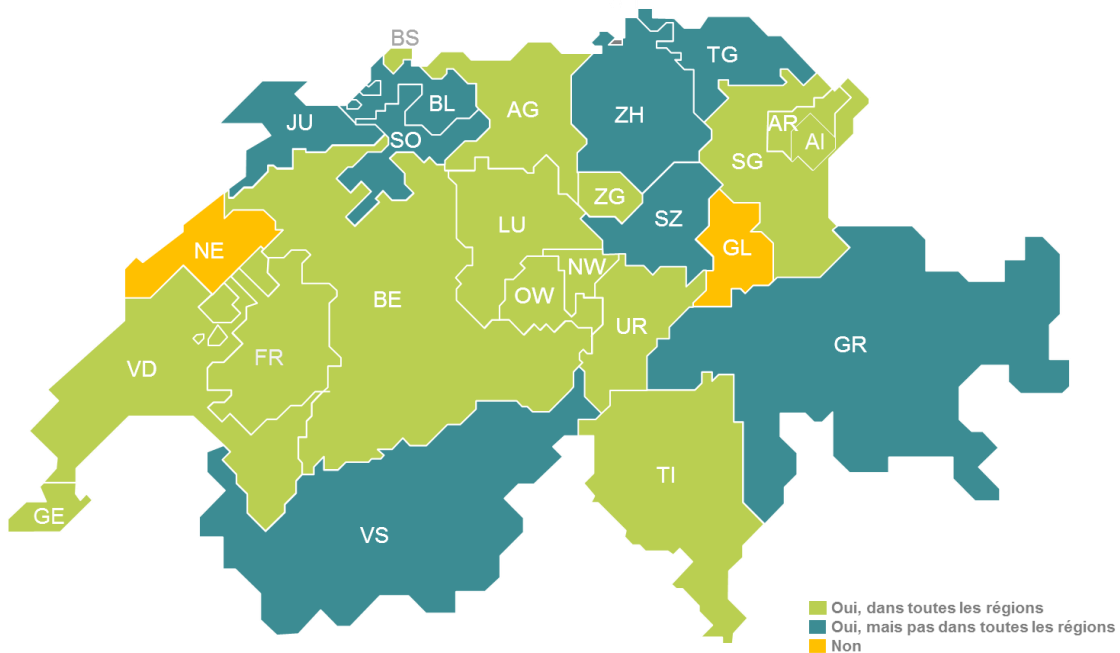 BS
TG
BL
AG
ZH
JU
SO
AR
AI
SG
ZG
SZ
LU
NE
GL
NW
OW
BE
UR
GR
FR
VD
TI
GE
VS
Oui, dans toutes les régions
Oui, mais pas dans toutes les régions
Non